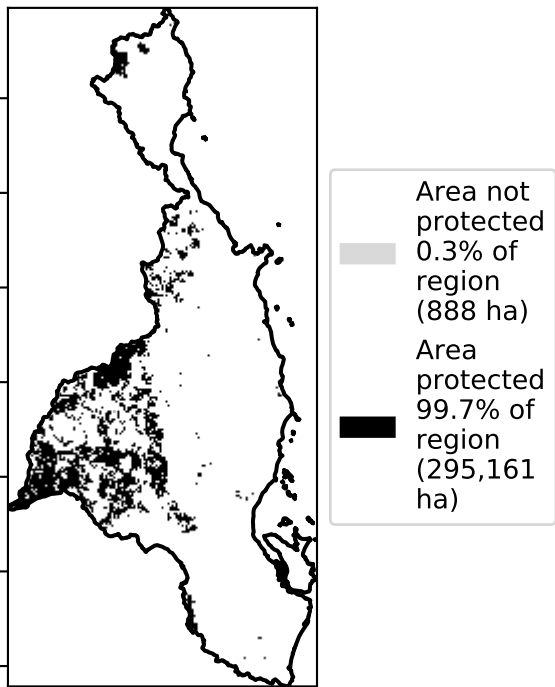 Area not
protected
0.3% of
region
(888 ha)
Area
protected
99.7% of
region
(295,161
ha)